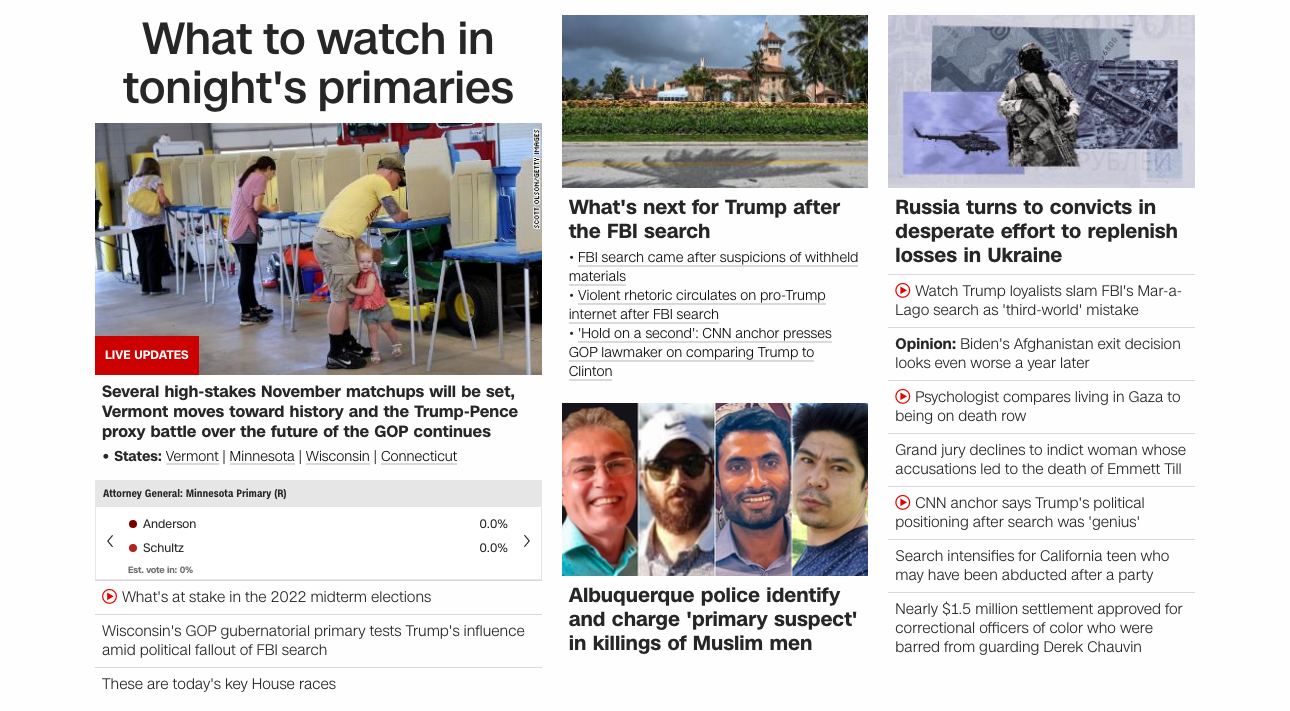 What to watch in
tonight's primaries
SCOTT OLSON/GETTY IMAGES
LIVE UPDATES
Several high-stakes November matchups will be set,
Vermont moves toward history and the Trump-Pence
proxy battle over the future of the GOP continues
• States: Vermont | Minnesota | Wisconsin | Connecticut
Attorney General: Minnesota Primary (R)
Anderson 0.0%
Schultz 0.0%
Est. vote in: 0%
What's at stake in the 2022 midterm elections
Wisconsin's GOP gubernatorial primary tests Trump's influence
amid political fallout of FBI search
These are today's key House races
What's next for Trump after
the FBI search
• FBI search came after suspicions of withheld
materials
• Violent rhetoric circulates on pro-Trump
internet after FBI search
• 'Hold on a second': CNN anchor presses
GOP lawmaker on comparing Trump to
Clinton
Albuquerque police identify
and charge 'primary suspect'
in killings of Muslim men
Russia turns to convicts in
desperate effort to replenish
losses in Ukraine
Watch Trump loyalists slam FBI's Mar-a-
Lago search as 'third-world' mistake
Opinion: Biden's Afghanistan exit decision
looks even worse a year later
Psychologist compares living in Gaza to
being on death row
Grand jury declines to indict woman whose
accusations led to the death of Emmett Till
CNN anchor says Trump's political
positioning after search was 'genius'
Search intensifies for California teen who
may have been abducted after a party
Nearly $1.5 million settlement approved for
correctional officers of color who were
barred from guarding Derek Chauvin